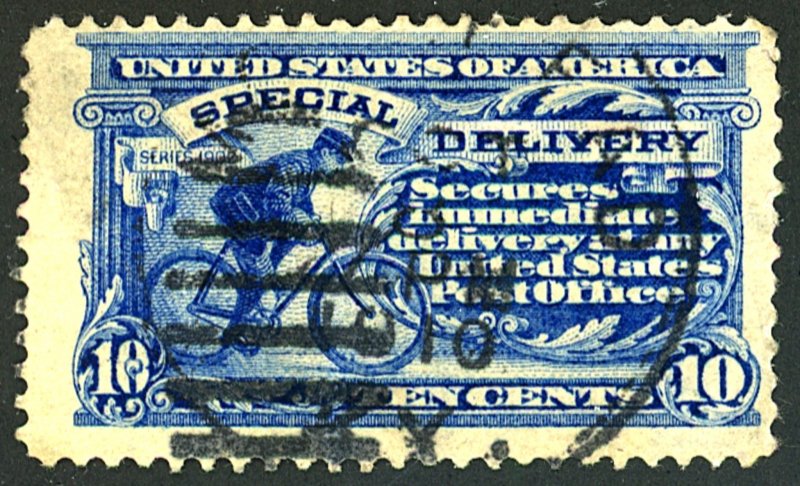 UNITED STATES OF AMERICA
SPECIAL DELIVERY
SERIES 1902
Secures
immediate
delivery at any
United States
Post Office
10 TEN CENTS 10